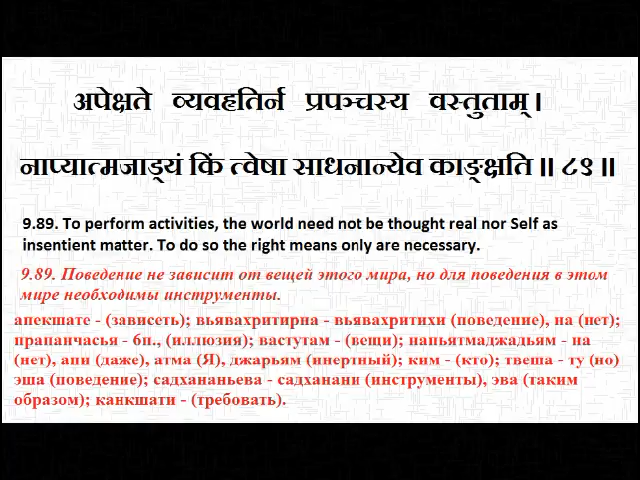 अपेक्षते व्यवहृतिर्न प्रपञ्चस्य वस्तुताम् ।
नाप्यात्मजाड्यं किं त्वेषा साधनान्येव काङ्क्षति ॥ ८९ ॥
9.89. To perform activities, the world need not be thought real nor Self as
insentient matter. To do so the right means only are necessary.
9.89. Поведение не зависит от вещей этого мира, но для поведения в этом
мире необходимы инструменты.
апекшате - (зависеть); вьявахритирна - вьявахритихи (поведение), на (нет);
прапанчасья - 6п., (иллюзия); вастутам - (вещи); напьятмаджадьям - на
(нет), апи (даже), атма (Я), джарьям (инертный); ким - (кто); твеша - ту (но)
эша (поведение); садхананьева - садханани (инструменты), эва (таким
образом); канкшати - (требовать).